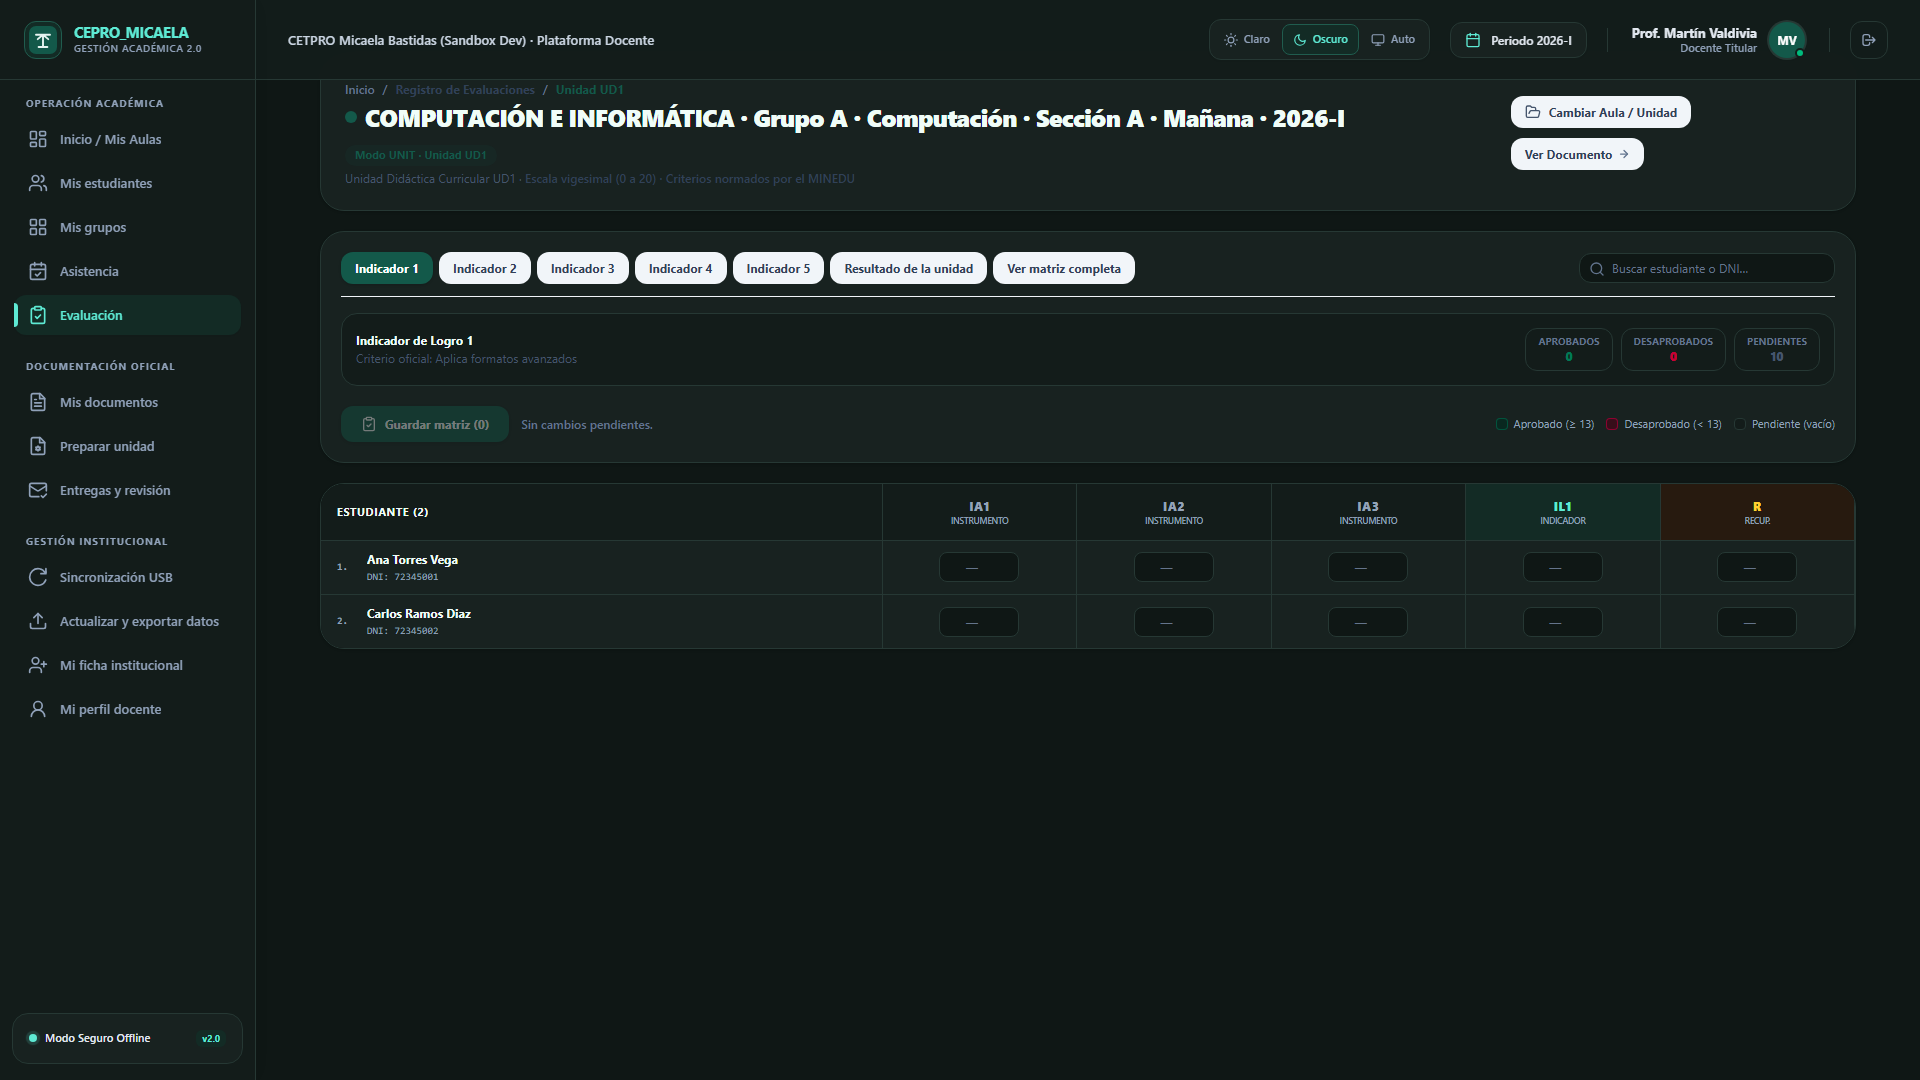 CEPRO_MICAELA
GESTIÓN ACADÉMICA 2.0
CETPRO Micaela Bastidas (Sandbox Dev) · Plataforma Docente
Claro
Oscuro
Auto
Periodo 2026-I
Prof. Martín Valdivia
Docente Titular
MV
OPERACIÓN ACADÉMICA
Inicio / Mis Aulas
Mis estudiantes
Mis grupos
Asistencia
Evaluación
DOCUMENTACIÓN OFICIAL
Mis documentos
Preparar unidad
Entregas y revisión
GESTIÓN INSTITUCIONAL
Sincronización USB
Actualizar y exportar datos
Mi ficha institucional
Mi perfil docente
Modo Seguro Offline
v2.0
Inicio / Registro de Evaluaciones / Unidad UD1
COMPUTACIÓN E INFORMÁTICA · Grupo A · Computación · Sección A · Mañana · 2026-I
Modo UNIT · Unidad UD1
Unidad Didáctica Curricular UD1 · Escala vigesimal (0 a 20) · Criterios normados por el MINEDU
Cambiar Aula / Unidad
Ver Documento →
Indicador 1
Indicador 2
Indicador 3
Indicador 4
Indicador 5
Resultado de la unidad
Ver matriz completa
Buscar estudiante o DNI...
Indicador de Logro 1
Criterio oficial: Aplica formatos avanzados
APROBADOS
0
DESAPROBADOS
0
PENDIENTES
10
Guardar matriz (0)
Sin cambios pendientes.
Aprobado (≥ 13)
Desaprobado (< 13)
Pendiente (vacío)
ESTUDIANTE (2)
IA1
INSTRUMENTO
IA2
INSTRUMENTO
IA3
INSTRUMENTO
IL1
INDICADOR
R
RECUP.
1.
Ana Torres Vega
DNI: 72345001
— — — — —
2.
Carlos Ramos Diaz
DNI: 72345002
— — — — —